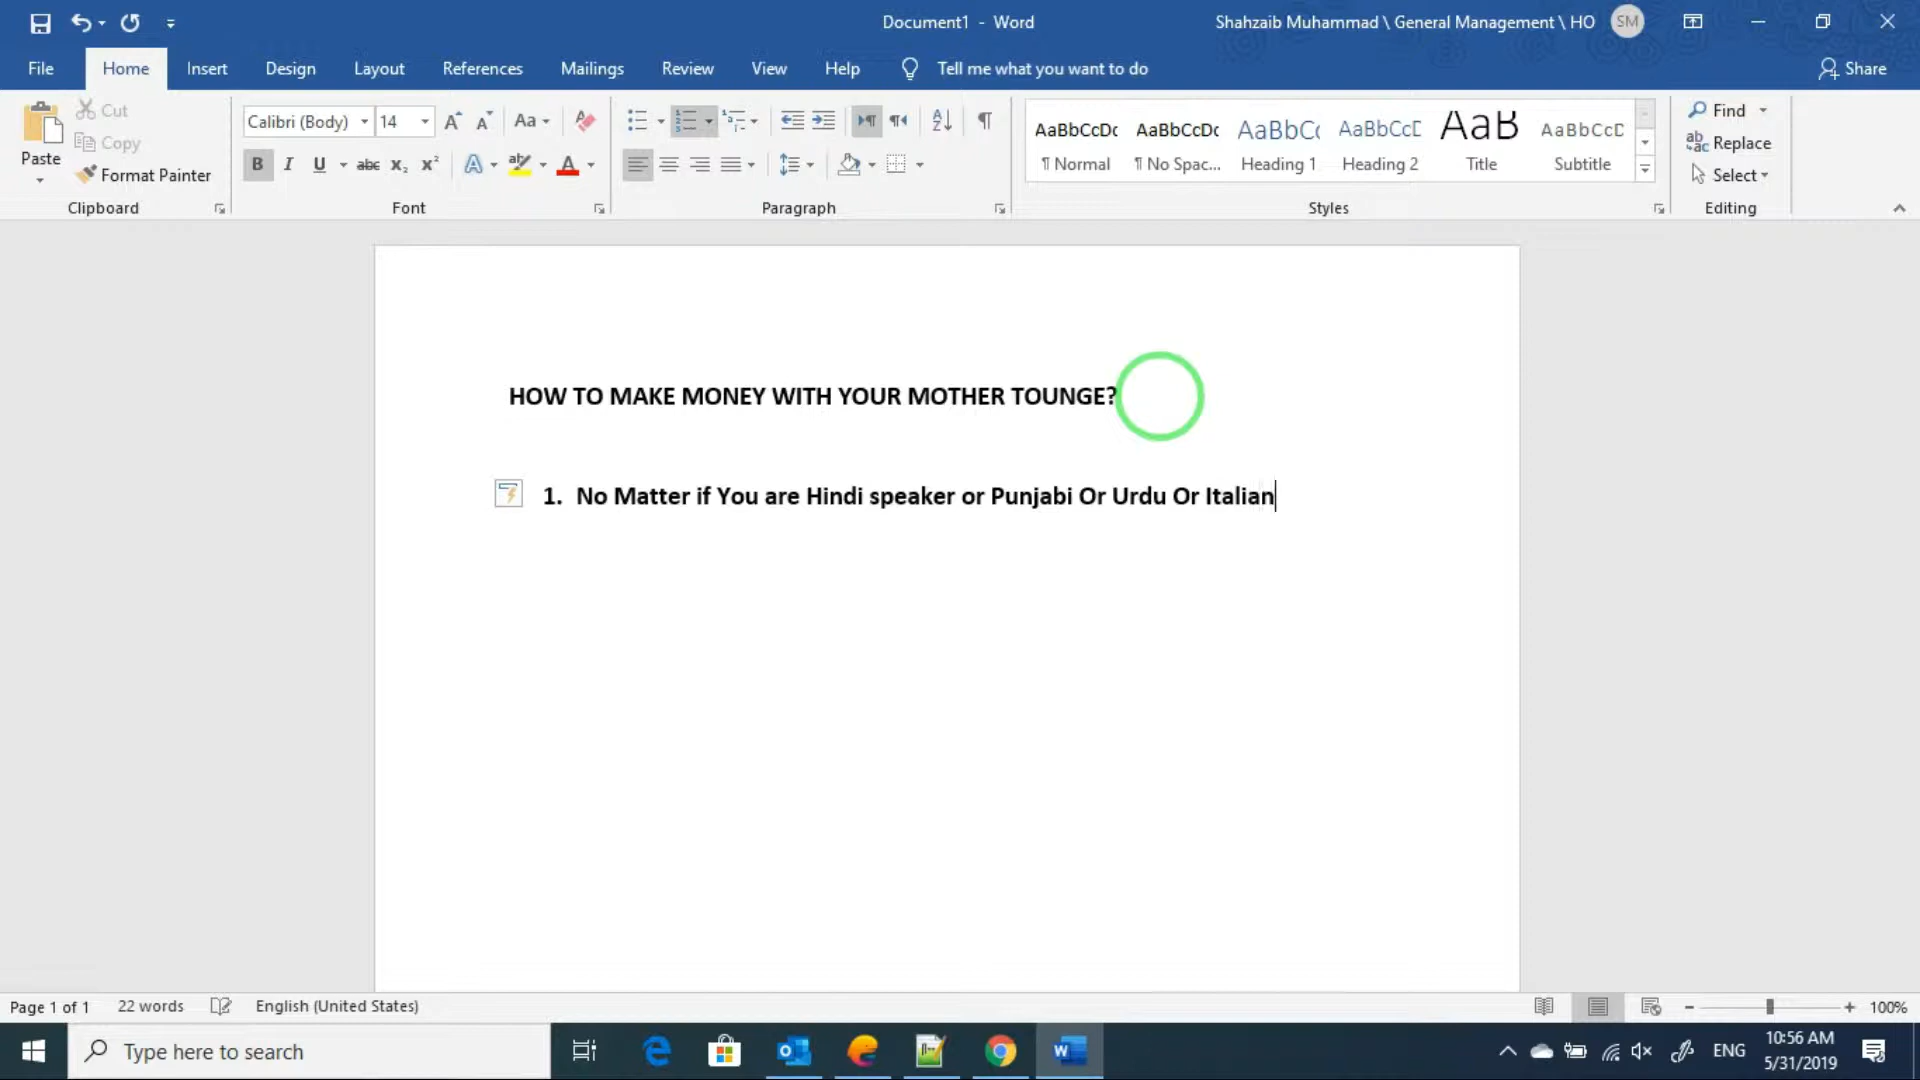 Document1 - Word
Shahzaib Muhammad \ General Management \ HO
SM
File Home Insert Design Layout References Mailings Review View Help Tell me what you want to do
Share
Cut
Copy
Paste
Format Painter
Clipboard
Calibri (Body) 14
Font
Paragraph
AaBbCcDc AaBbCcDc AaBbC AaBbCcD AaB AaBbCcD
¶ Normal ¶ No Spac... Heading 1 Heading 2 Title Subtitle
Styles
Find
Replace
Select
Editing
HOW TO MAKE MONEY WITH YOUR MOTHER TOUNGE?
1. No Matter if You are Hindi speaker or Punjabi Or Urdu Or Italian
Page 1 of 1 22 words English (United States)
100%
Type here to search
ENG
10:56 AM
5/31/2019